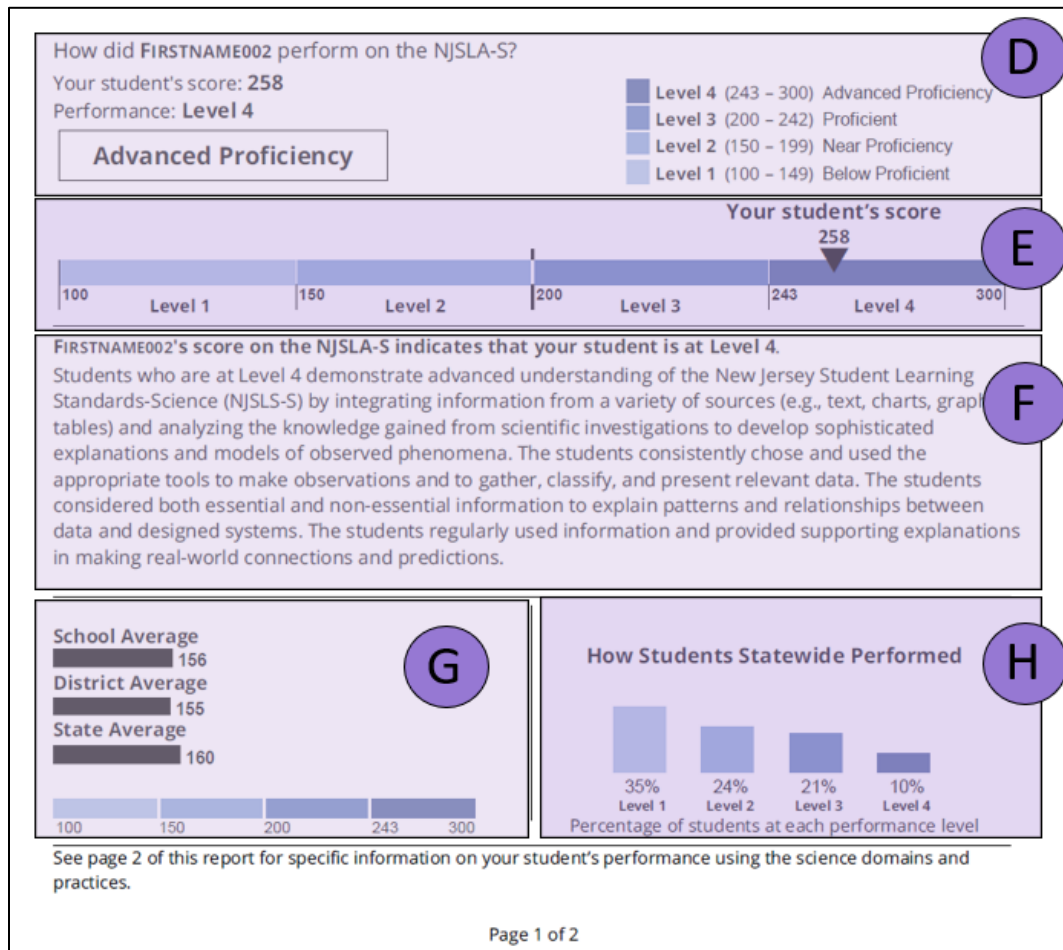 How did FIRSTNAME002 perform on the NJSLA-S?
D
Your student's score: 258
Performance: Level 4
Advanced Proficiency
Level 4 (243 – 300) Advanced Proficiency
Level 3 (200 – 242) Proficient
Level 2 (150 – 199) Near Proficiency
Level 1 (100 – 149) Below Proficient
Your student's score
258
E
100 150 200 243 300
Level 1 Level 2 Level 3 Level 4
FIRSTNAME002's score on the NJSLA-S indicates that your student is at Level 4.
Students who are at Level 4 demonstrate advanced understanding of the New Jersey Student Learning
Standards-Science (NJSLS-S) by integrating information from a variety of sources (e.g., text, charts, graph
F
tables) and analyzing the knowledge gained from scientific investigations to develop sophisticated
explanations and models of observed phenomena. The students consistently chose and used the
appropriate tools to make observations and to gather, classify, and present relevant data. The students
considered both essential and non-essential information to explain patterns and relationships between
data and designed systems. The students regularly used information and provided supporting explanations
in making real-world connections and predictions.
School Average
156
District Average
155
State Average
160
100 150 200 243 300
G
How Students Statewide Performed
H
35% 24% 21% 10%
Level 1 Level 2 Level 3 Level 4
Percentage of students at each performance level
See page 2 of this report for specific information on your student's performance using the science domains and
practices.
Page 1 of 2